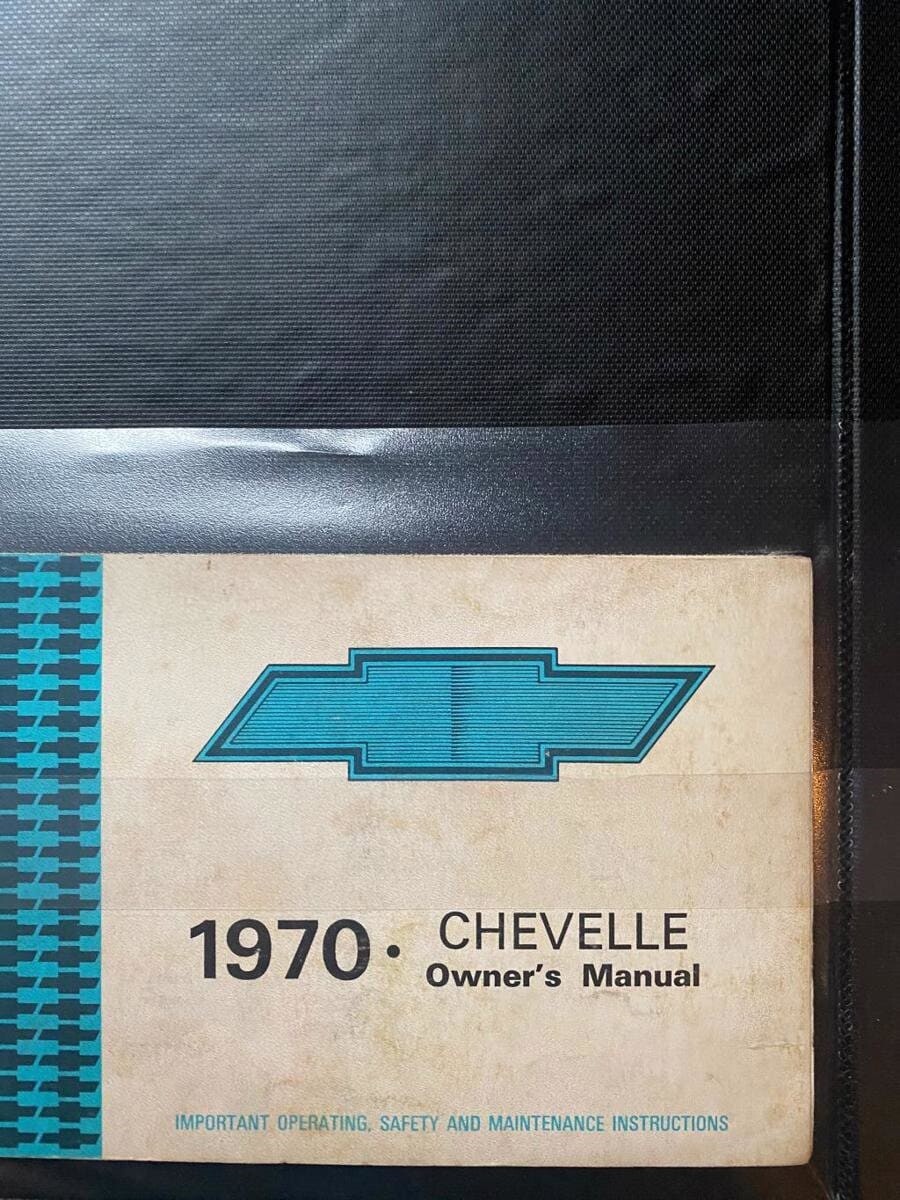 1970 • CHEVELLE
Owner's Manual
IMPORTANT OPERATING, SAFETY AND MAINTENANCE INSTRUCTIONS